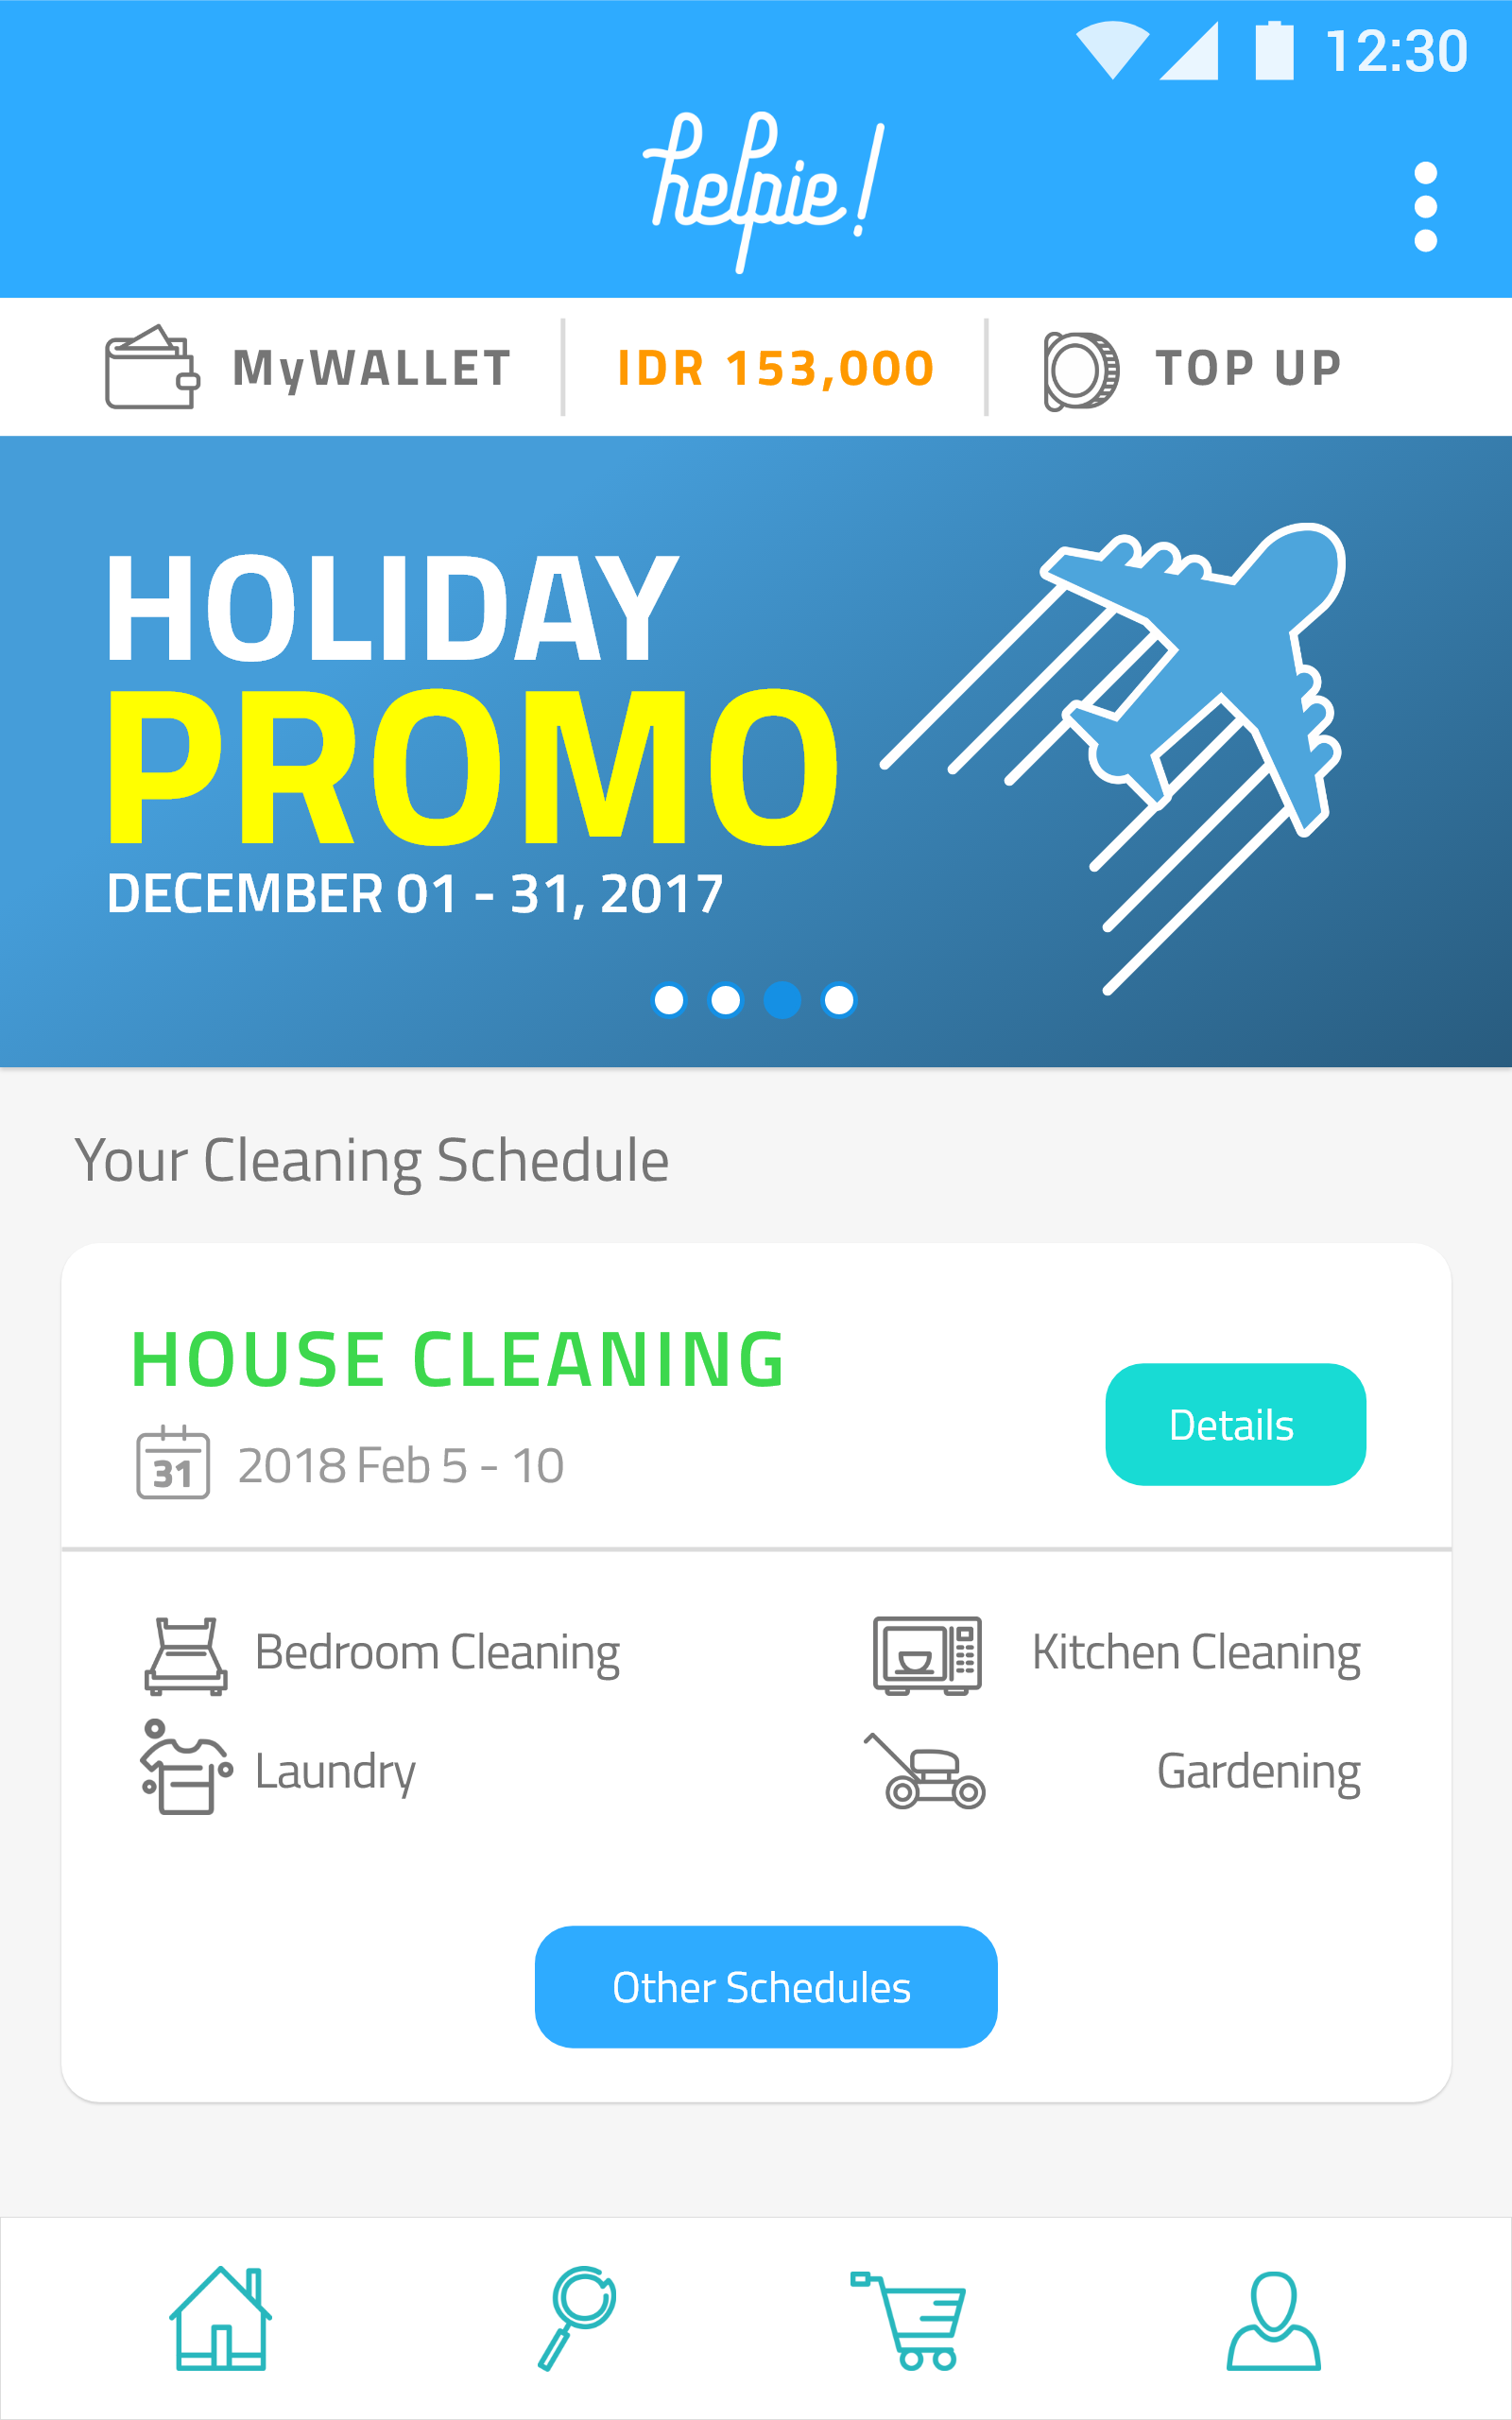 12:30
helpie!
MyWALLET
IDR 153,000
TOP UP
HOLIDAY
PROMO
DECEMBER 01 - 31, 2017
Your Cleaning Schedule
HOUSE CLEANING
Details
31
2018 Feb 5 - 10
Bedroom Cleaning
Kitchen Cleaning
Laundry
Gardening
Other Schedules